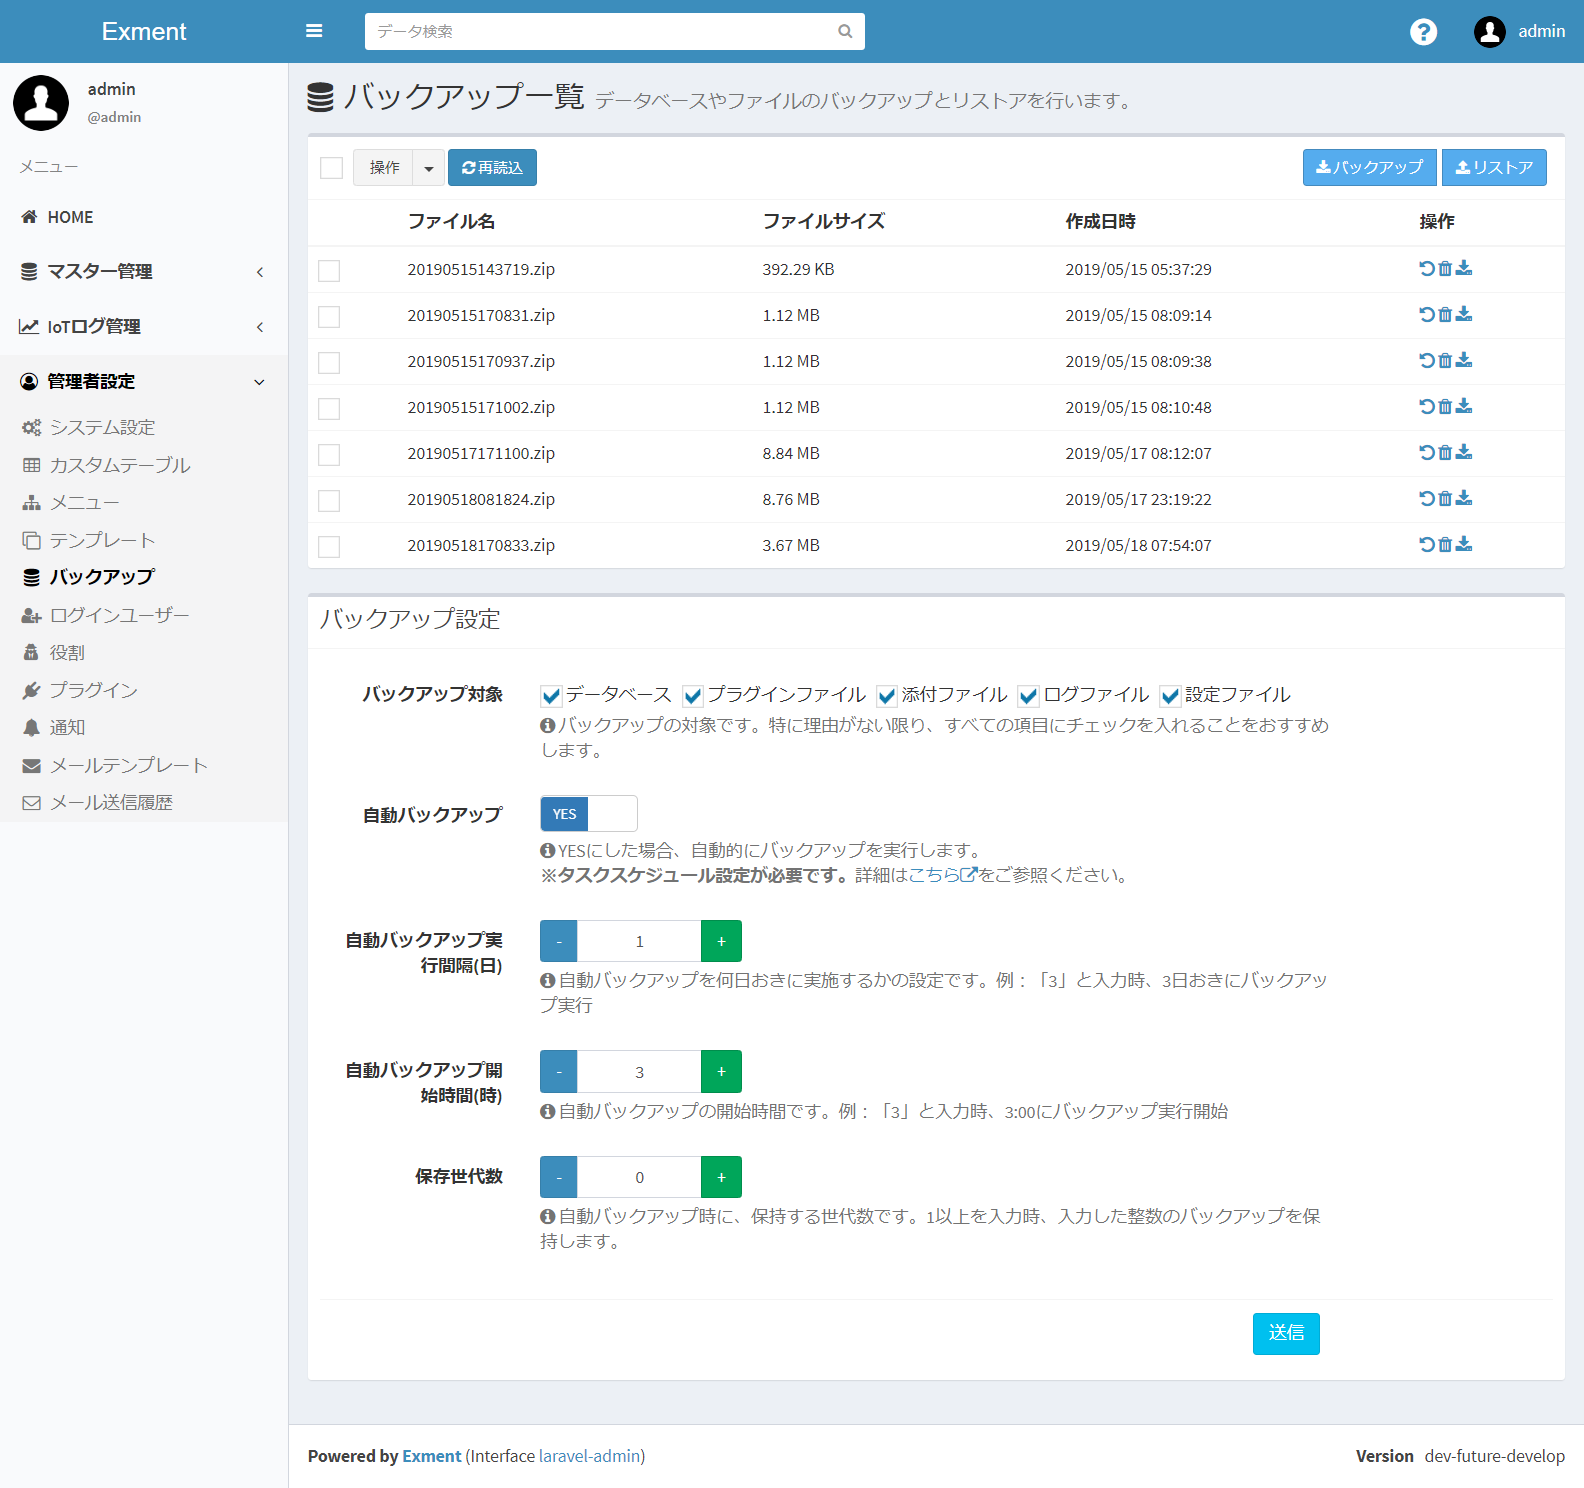 Exment
データ検索
admin
admin
@admin
メニュー
HOME
マスター管理
IoTログ管理
管理者設定
システム設定
カスタムテーブル
メニュー
テンプレート
バックアップ
ログインユーザー
役割
プラグイン
通知
メールテンプレート
メール送信履歴
バックアップ一覧 データベースやファイルのバックアップとリストアを行います。
操作 再読込 バックアップ リストア
ファイル名 ファイルサイズ 作成日時 操作
20190515143719.zip 392.29 KB 2019/05/15 05:37:29
20190515170831.zip 1.12 MB 2019/05/15 08:09:14
20190515170937.zip 1.12 MB 2019/05/15 08:09:38
20190515171002.zip 1.12 MB 2019/05/15 08:10:48
20190517171100.zip 8.84 MB 2019/05/17 08:12:07
20190518081824.zip 8.76 MB 2019/05/17 23:19:22
20190518170833.zip 3.67 MB 2019/05/18 07:54:07
バックアップ設定
バックアップ対象 データベース プラグインファイル 添付ファイル ログファイル 設定ファイル
バックアップの対象です。特に理由がない限り、すべての項目にチェックを入れることをおすすめ
します。
自動バックアップ YES
YESにした場合、自動的にバックアップを実行します。
※タスクスケジュール設定が必要です。詳細はこちらをご参照ください。
自動バックアップ実
行間隔(日)
- 1 +
自動バックアップを何日おきに実施するかの設定です。例：「3」と入力時、3日おきにバックアッ
プ実行
自動バックアップ開
始時間(時)
- 3 +
自動バックアップの開始時間です。例：「3」と入力時、3:00にバックアップ実行開始
保存世代数
- 0 +
自動バックアップ時に、保持する世代数です。1以上を入力時、入力した整数のバックアップを保
持します。
送信
Powered by Exment (Interface laravel-admin)
Version dev-future-develop